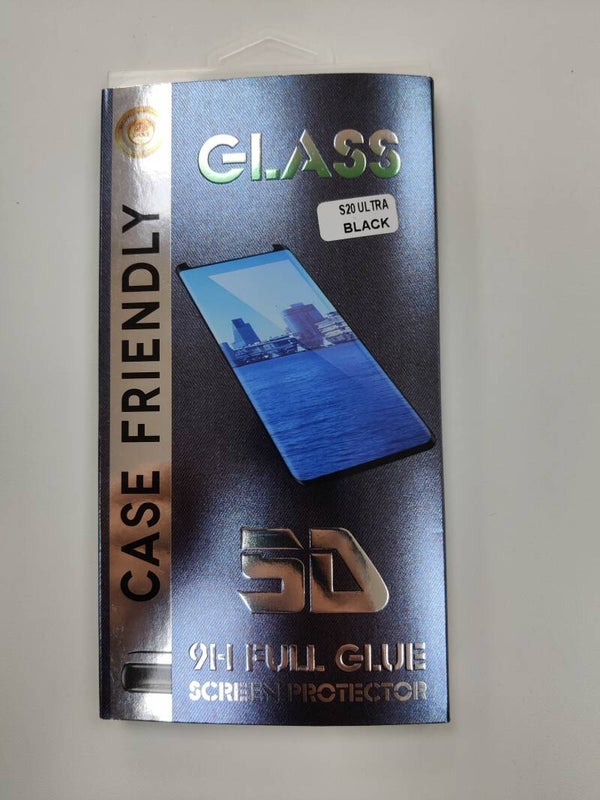 GLASS
S20 ULTRA
BLACK
CASE FRIENDLY
5D
9H FULL GLUE
SCREEN PROTECTOR